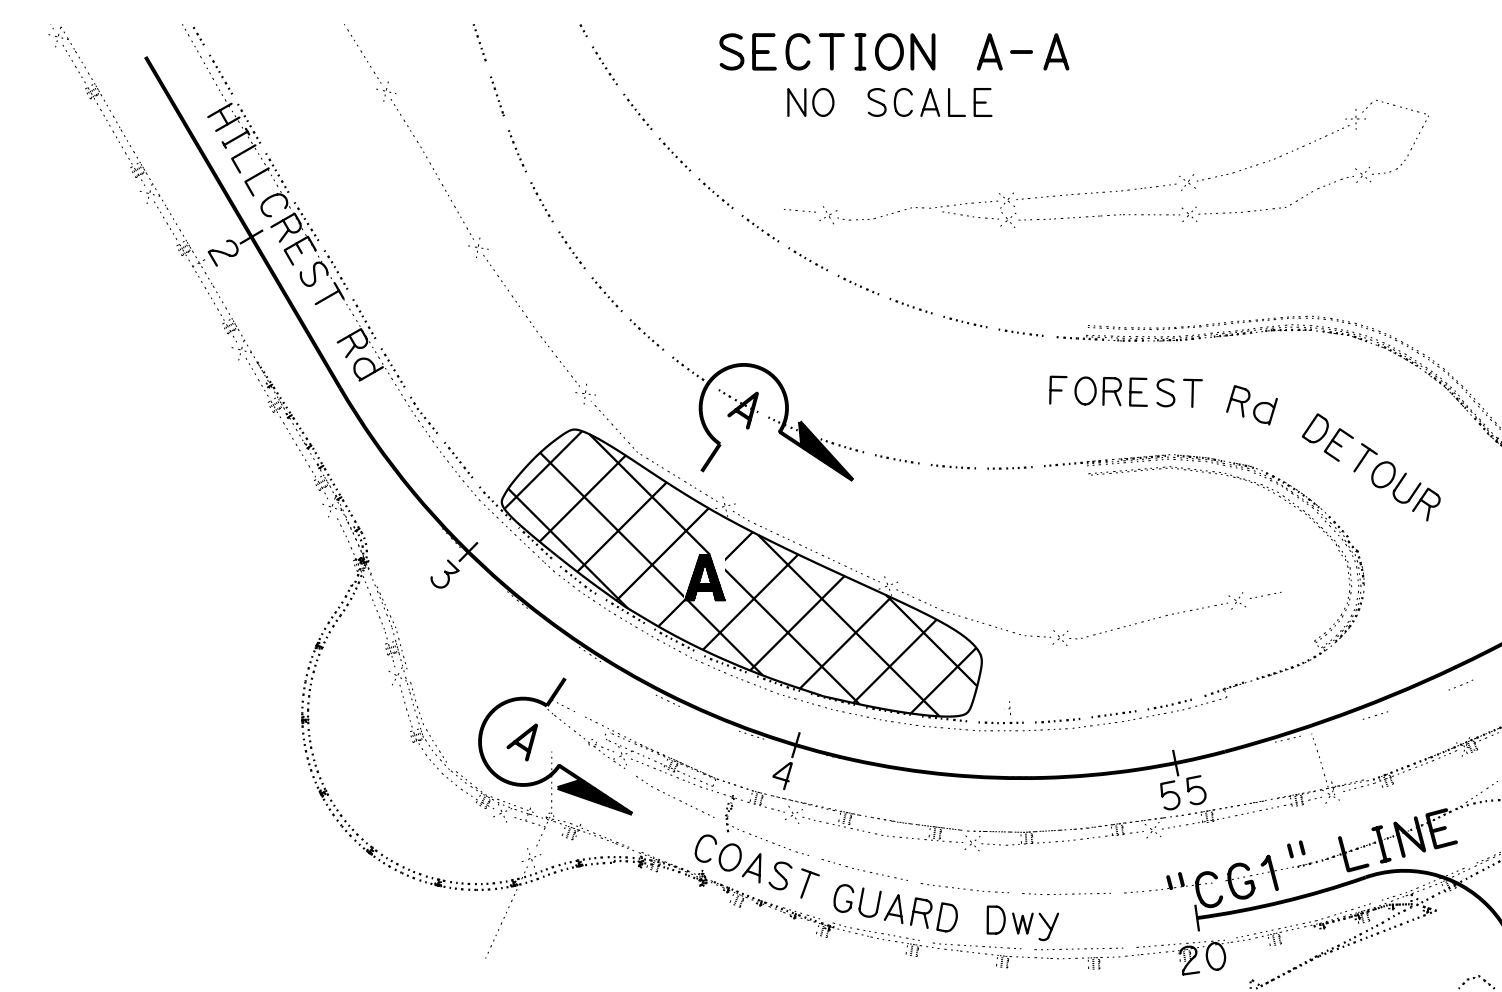 SECTION A-A
NO SCALE
HILLCREST Rd
2
A
FOREST Rd DETOUR
A
3
A
4
55
COAST GUARD Dwy
"CG1" LINE
20